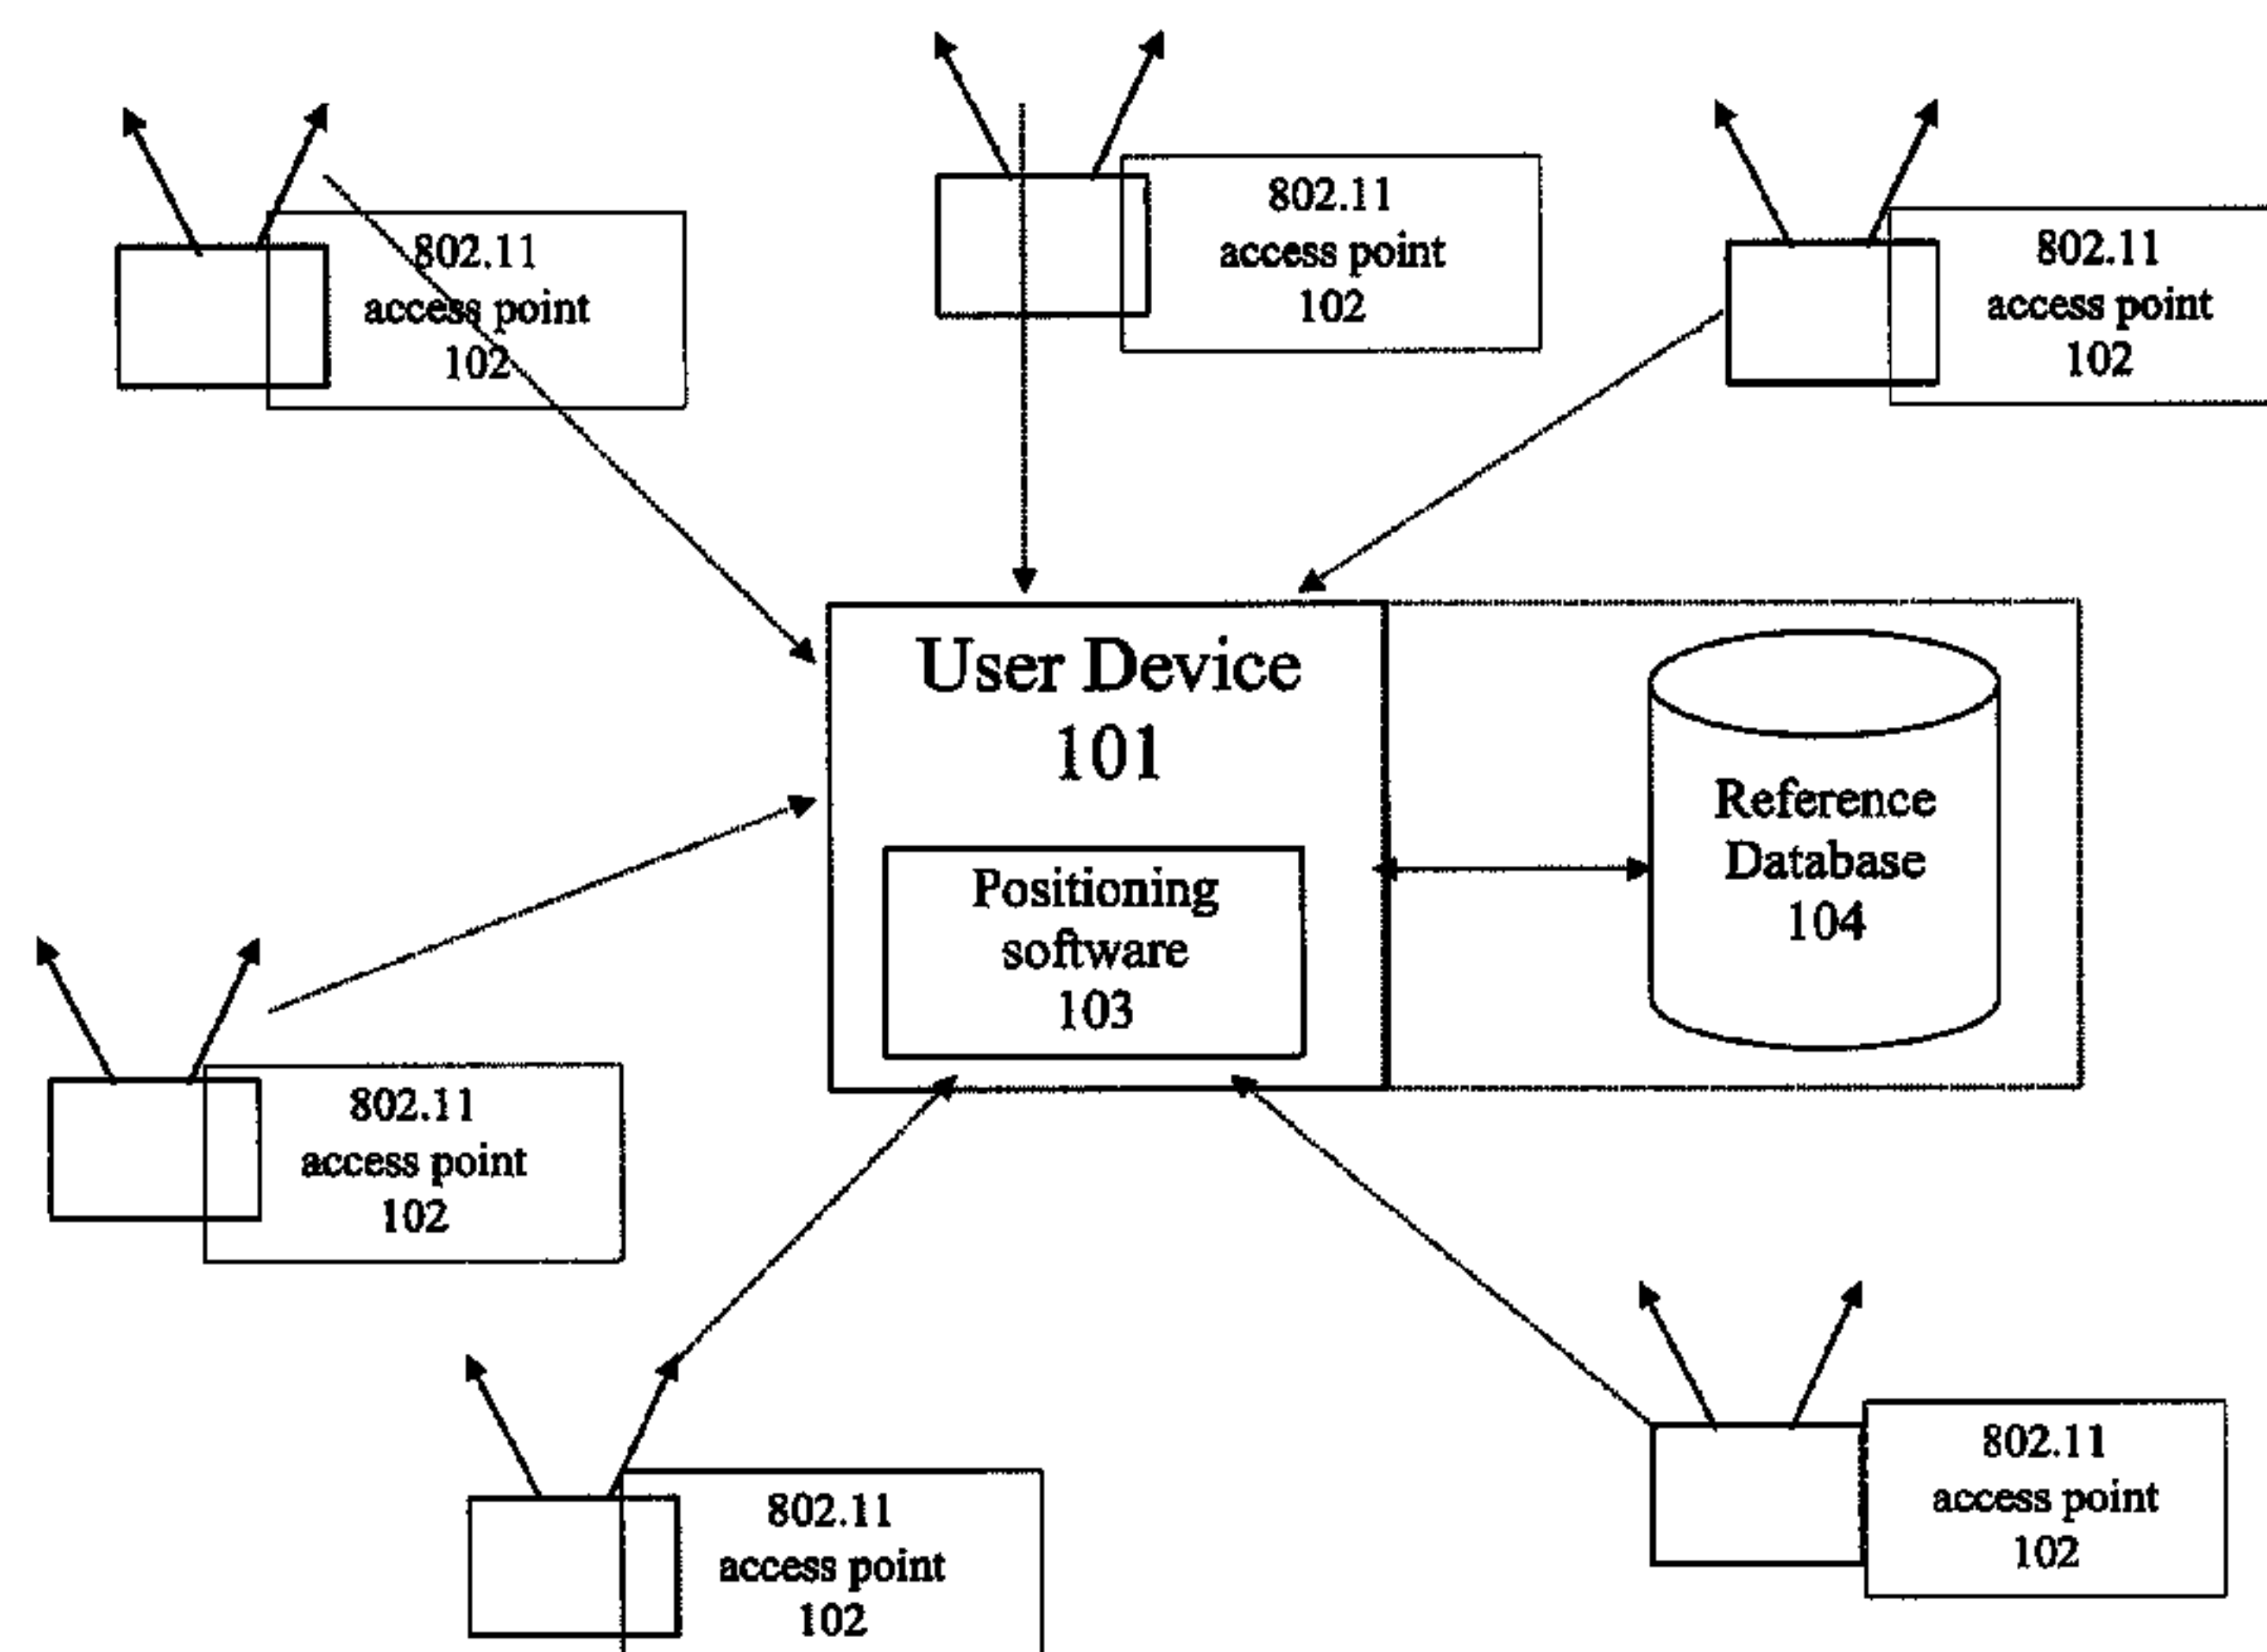 802.11
access point
102
802.11
access point
102
802.11
access point
102
User Device
101
Positioning
software
103
Reference
Database
104
802.11
access point
102
802.11
access point
102
802.11
access point
102